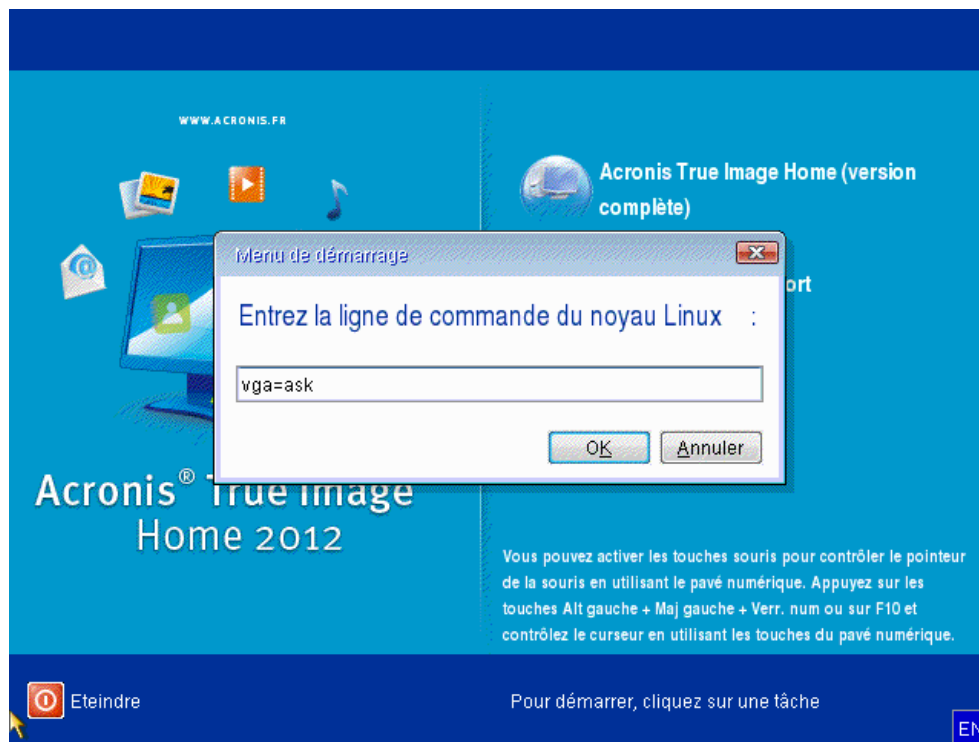 WWW.ACRONIS.FR
Acronis True Image Home (version
complète)
ort
Menu de démarrage
Entrez la ligne de commande du noyau Linux :
vga=ask
OK
Annuler
Acronis® True Image
Home 2012
Vous pouvez activer les touches souris pour contrôler le pointeur
de la souris en utilisant le pavé numérique. Appuyez sur les
touches Alt gauche + Maj gauche + Verr. num ou sur F10 et
contrôlez le curseur en utilisant les touches du pavé numérique.
Eteindre
Pour démarrer, cliquez sur une tâche
EN